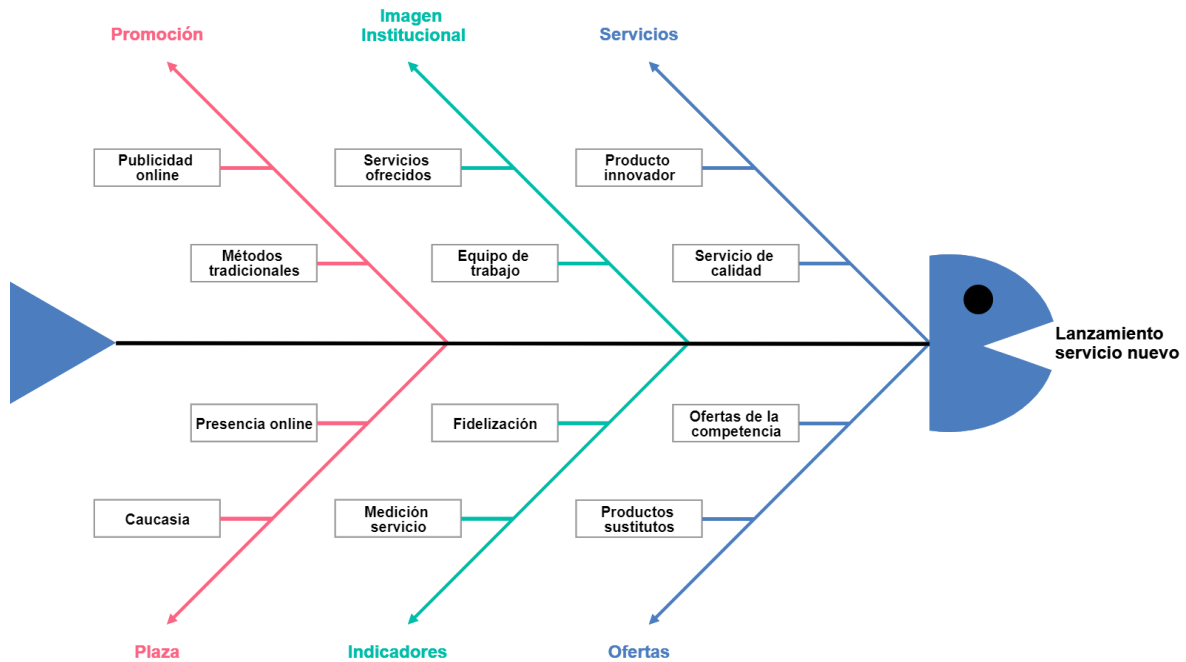 Promoción
Imagen
Institucional
Servicios
Publicidad
online
Servicios
ofrecidos
Producto
innovador
Métodos
tradicionales
Equipo de
trabajo
Servicio de
calidad
Lanzamiento
servicio nuevo
Presencia online
Fidelización
Ofertas de la
competencia
Caucasia
Medición
servicio
Productos
sustitutos
Plaza
Indicadores
Ofertas